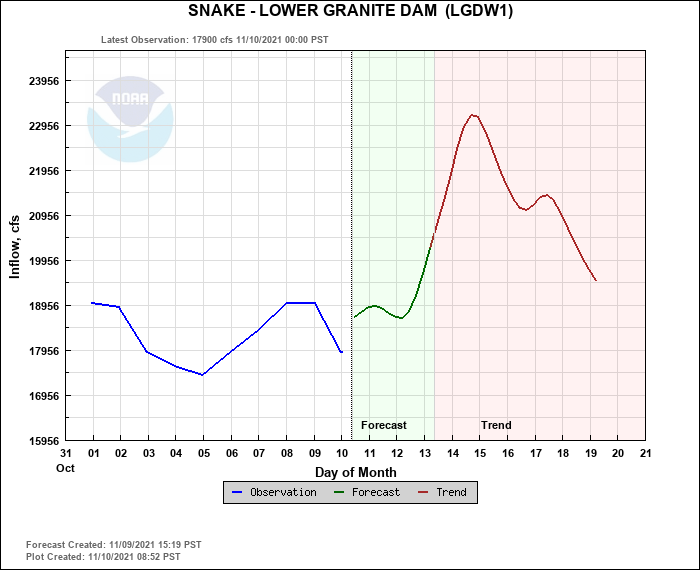 SNAKE - LOWER GRANITE DAM (LGDW1)
Latest Observation: 17900 cfs 11/10/2021 00:00 PST
NOAA
Inflow, cfs
23956
22956
21956
20956
19956
18956
17956
16956
15956
Forecast Trend
31 01 02 03 04 05 06 07 08 09 10 11 12 13 14 15 16 17 18 19 20 21
Oct
Day of Month
Observation Forecast Trend
Forecast Created: 11/09/2021 15:19 PST
Plot Created: 11/10/2021 08:52 PST